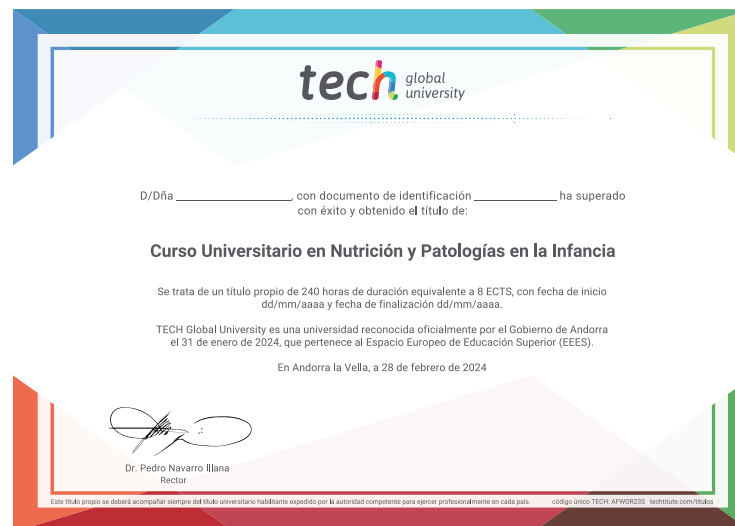 tech global university
D/Dña ____________________, con documento de identificación ______________ ha superado
con éxito y obtenido el título de:
Curso Universitario en Nutrición y Patologías en la Infancia
Se trata de un título propio de 240 horas de duración equivalente a 8 ECTS, con fecha de inicio
dd/mm/aaaa y fecha de finalización dd/mm/aaaa.
TECH Global University es una universidad reconocida oficialmente por el Gobierno de Andorra
el 31 de enero de 2024, que pertenece al Espacio Europeo de Educación Superior (EEES).
En Andorra la Vella, a 28 de febrero de 2024
Dr. Pedro Navarro Illana
Rector
Este título propio se deberá acompañar siempre del título universitario habilitante expedido por la autoridad competente para ejercer profesionalmente en cada país. código único TECH: AFWOR23S techtitute.com/titulos